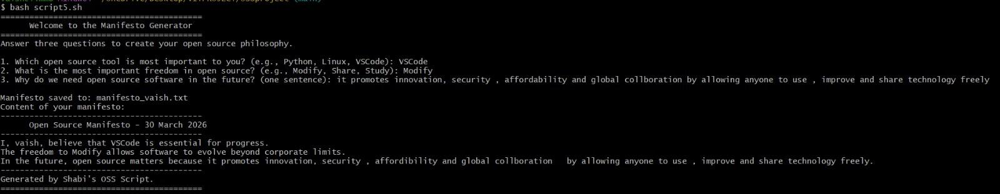 $ bash script5.sh
==========================================
      Welcome to the Manifesto Generator
==========================================
Answer three questions to create your open source philosophy.
1. Which open source tool is most important to you? (e.g., Python, Linux, VSCode): VSCode
2. What is the most important freedom in open source? (e.g., Modify, Share, Study): Modify
3. Why do we need open source software in the future? (one sentence): it promotes innovation, security , affordability and global collboration by allowing anyone to use , improve and share technology freely
Manifesto saved to: manifesto_vaish.txt
Content of your manifesto:
------------------------------------------
      Open Source Manifesto - 30 March 2026
------------------------------------------
I, vaish, believe that VSCode is essential for progress.
The freedom to Modify allows software to evolve beyond corporate limits.
In the future, open source matters because it promotes innovation, security , affordibility and global collboration   by allowing anyone to use , improve and share technology freely.
------------------------------------------
Generated by Shabi's OSS Script.
==========================================